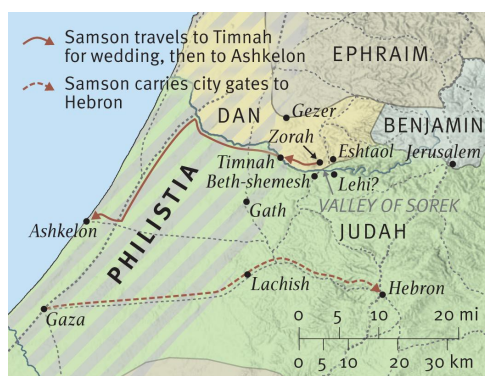 Samson travels to Timnah
for wedding, then to Ashkelon
Samson carries city gates to
Hebron
EPHRAIM
DAN
Gezer
BENJAMIN
Zorah
Eshtaol
Jerusalem
Timnah
Beth-shemesh
Lehi?
VALLEY OF SOREK
Gath
PHILISTIA
Ashkelon
JUDAH
Lachish
Hebron
Gaza
0 5 10 20 mi
0 5 10 20 30 km